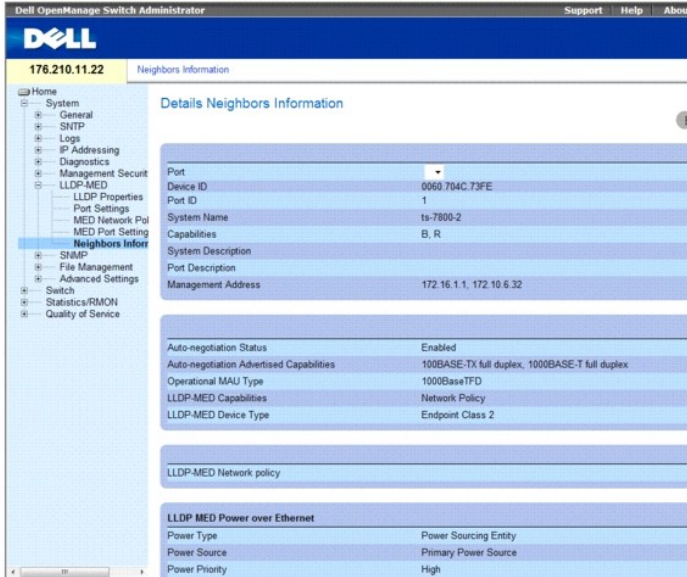 Dell OpenManage Switch Administrator
Support Help Abou
DELL
176.210.11.22 Neighbors Information
Home
System
General
SNTP
Logs
IP Addressing
Diagnostics
Management Securit
LLDP-MED
LLDP Properties
Port Settings
MED Network Pol
MED Port Setting
Neighbors Inforr
SNMP
File Management
Advanced Settings
Switch
Statistics/RMON
Quality of Service
Details Neighbors Information
Port
Device ID 0060.704C.73FE
Port ID 1
System Name ts-7800-2
Capabilities B, R
System Description
Port Description
Management Address 172.16.1.1, 172.10.6.32
Auto-negotiation Status Enabled
Auto-negotiation Advertised Capabilities 100BASE-TX full duplex, 1000BASE-T full duplex
Operational MAU Type 1000BaseTFD
LLDP-MED Capabilities Network Policy
LLDP-MED Device Type Endpoint Class 2
LLDP-MED Network policy
LLDP MED Power over Ethernet
Power Type Power Sourcing Entity
Power Source Primary Power Source
Power Priority High